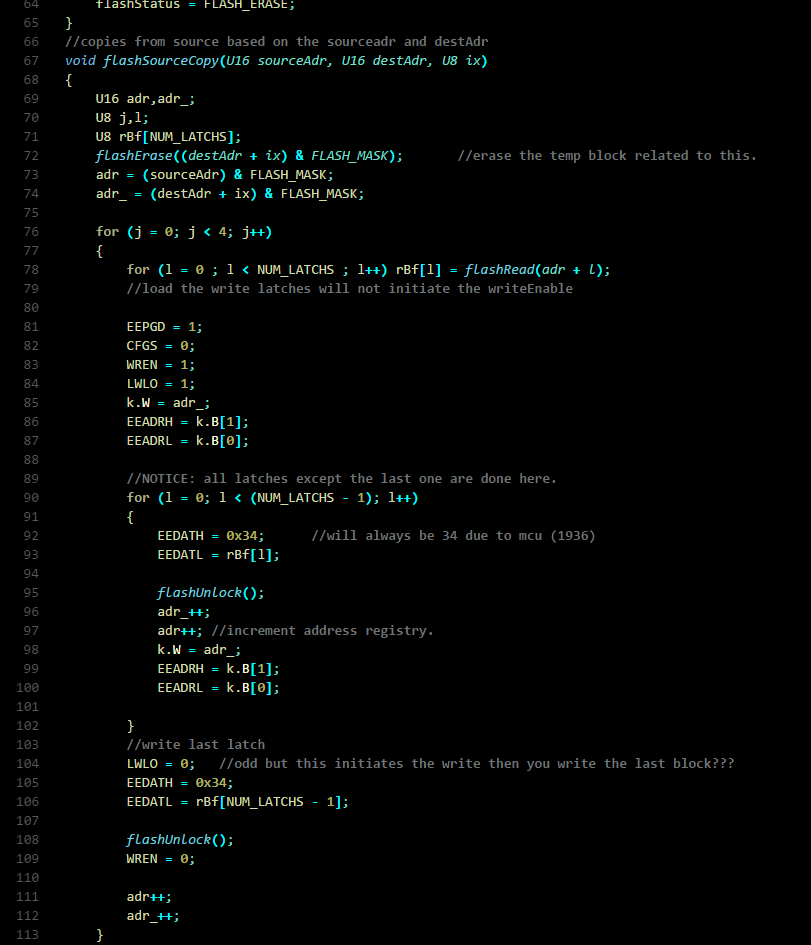 64 flashStatus = FLASH_ERASE;
65 }
66 //copies from source based on the sourceadr and destAdr
67 void flashSourceCopy(U16 sourceAdr, U16 destAdr, U8 ix)
68 {
69 U16 adr,adr_;
70 U8 j,l;
71 U8 rBf[NUM_LATCHS];
72 flashErase((destAdr + ix) & FLASH_MASK); //erase the temp block related to this.
73 adr = (sourceAdr) & FLASH_MASK;
74 adr_ = (destAdr + ix) & FLASH_MASK;
75
76 for (j = 0; j < 4; j++)
77 {
78 for (l = 0 ; l < NUM_LATCHS ; l++) rBf[l] = flashRead(adr + l);
79 //load the write latches will not initiate the writeEnable
80
81 EEPGD = 1;
82 CFGS = 0;
83 WREN = 1;
84 LWLO = 1;
85 k.W = adr_;
86 EEADRH = k.B[1];
87 EEADRL = k.B[0];
88
89 //NOTICE: all latches except the last one are done here.
90 for (l = 0; l < (NUM_LATCHS - 1); l++)
91 {
92 EEDATH = 0x34; //will always be 34 due to mcu (1936)
93 EEDATL = rBf[l];
94
95 flashUnlock();
96 adr_++;
97 adr++; //increment address registry.
98 k.W = adr_;
99 EEADRH = k.B[1];
100 EEADRL = k.B[0];
101
102 }
103 //write last latch
104 LWLO = 0; //odd but this initiates the write then you write the last block???
105 EEDATH = 0x34;
106 EEDATL = rBf[NUM_LATCHS - 1];
107
108 flashUnlock();
109 WREN = 0;
110
111 adr++;
112 adr_++;
113 }